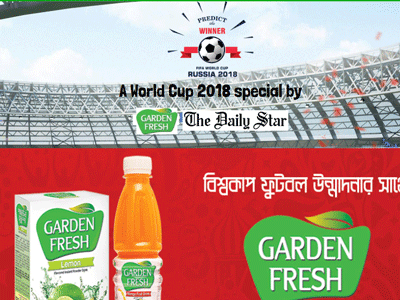 PREDICT
the
WINNER
FIFA WORLD CUP
RUSSIA 2018
A World Cup 2018 special by
GARDEN
FRESH
The Daily Star
বিশ্বকাপ ফুটবল উন্মাদনার সাথে
GARDEN
FRESH
Lemon
GARDEN
FRESH
GARDEN
FRESH